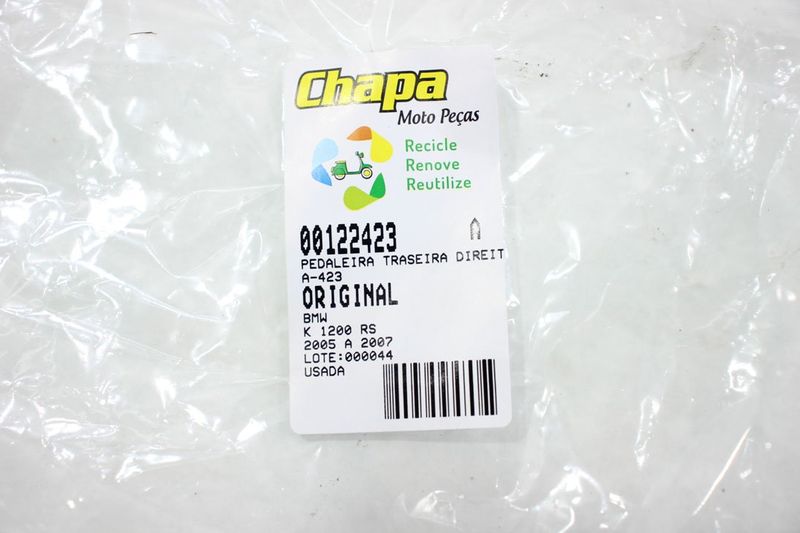 Chapa
Moto Peças
Recicle
Renove
Reutilize
00122423
PEDALEIRA TRASEIRA DIREIT
A-423
ORIGINAL
BMW
K 1200 RS
2005 A 2007
LOTE:000044
USADA